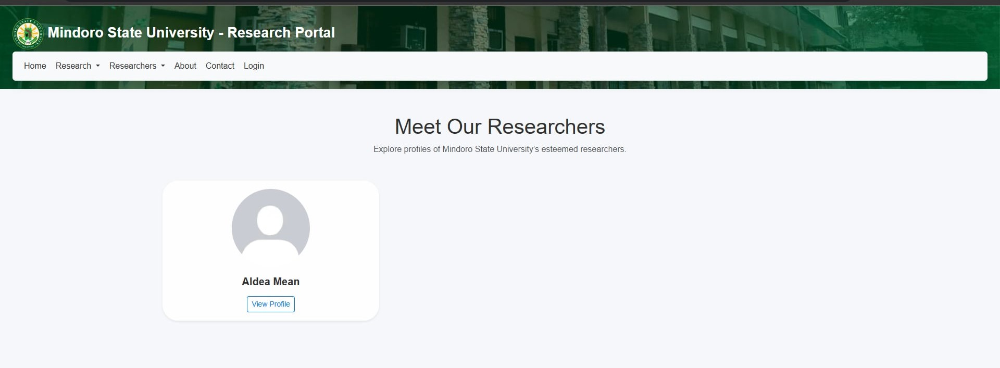 Mindoro State University - Research Portal
Home Research Researchers About Contact Login
Meet Our Researchers
Explore profiles of Mindoro State University’s esteemed researchers.
Aldea Mean
View Profile